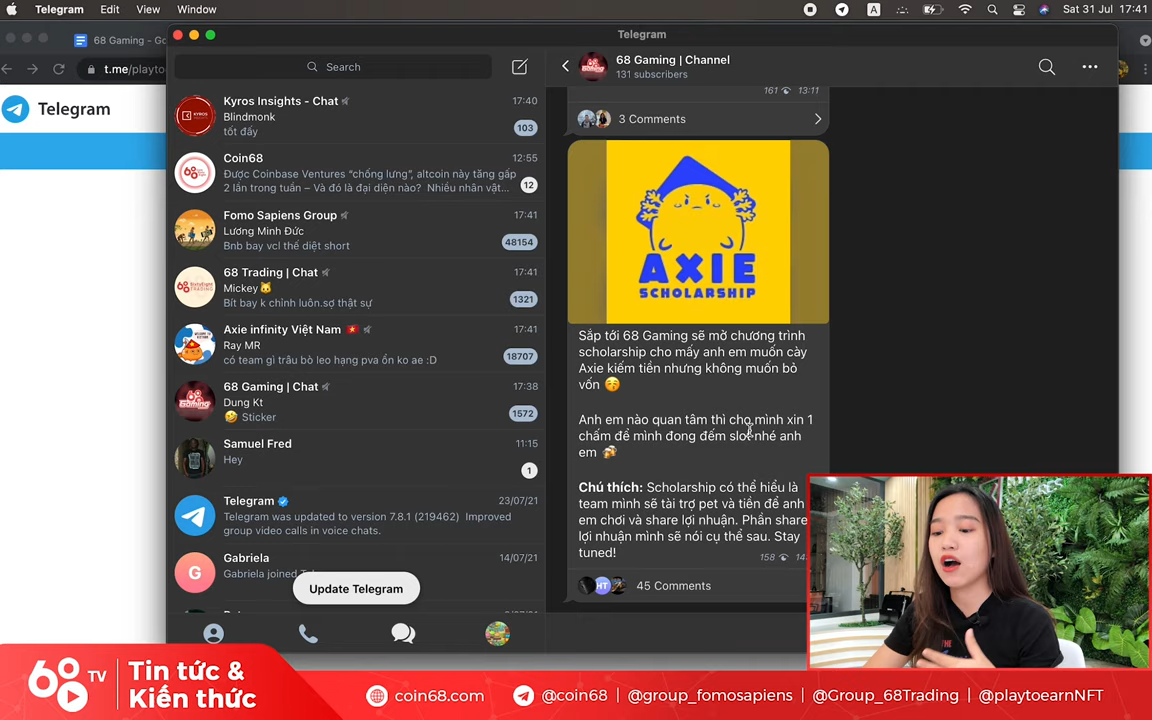 Telegram Edit View Window
Sat 31 Jul 17:41
68 Gaming - Go
t.me/playto
Telegram
Telegram
Search
Kyros Insights - Chat 17:40
Blindmonk
tốt đấy 103
Coin68 12:55
Được Coinbase Ventures “chống lưng”, altcoin này tăng gấp
2 lần trong tuần – Và đó là đại diện nào? Nhiều nhân vật... 12
Fomo Sapiens Group 17:41
Lương Minh Đức
Bnb bay vcl thế diệt short 48154
68 Trading | Chat 17:41
Mickey🐱
Bít bay k chỉnh luôn.sợ thật sự 1321
Axie infinity Việt Nam 🇻🇳 17:41
Ray MR
có team gì trâu bò leo hạng pva ổn ko ae :D 18707
68 Gaming | Chat 17:38
Dung Kt
🤣 Sticker 1572
Samuel Fred 11:15
Hey 1
Telegram 23/07/21
Telegram was updated to version 7.8.1 (219462) Improved
group video calls in voice chats.
Gabriela 14/07/21
G
Gabriela joined
Update Telegram
68 Gaming | Channel
131 subscribers
161 13:11
3 Comments
AXIE
SCHOLARSHIP
Sắp tới 68 Gaming sẽ mở chương trình
scholarship cho mấy anh em muốn cày
Axie kiếm tiền nhưng không muốn bỏ
vốn 😚
Anh em nào quan tâm thì cho mình xin 1
chấm để mình đong đếm slot nhé anh
em 🍻
Chú thích: Scholarship có thể hiểu là
team mình sẽ tài trợ pet và tiền để anh
em chơi và share lợi nhuận. Phần share
lợi nhuận mình sẽ nói cụ thể sau. Stay
tuned!
158
HT
45 Comments
68 TV
Tin tức &
Kiến thức
coin68.com @coin68 | @group_fomosapiens | @Group_68Trading | @playtoearnNFT